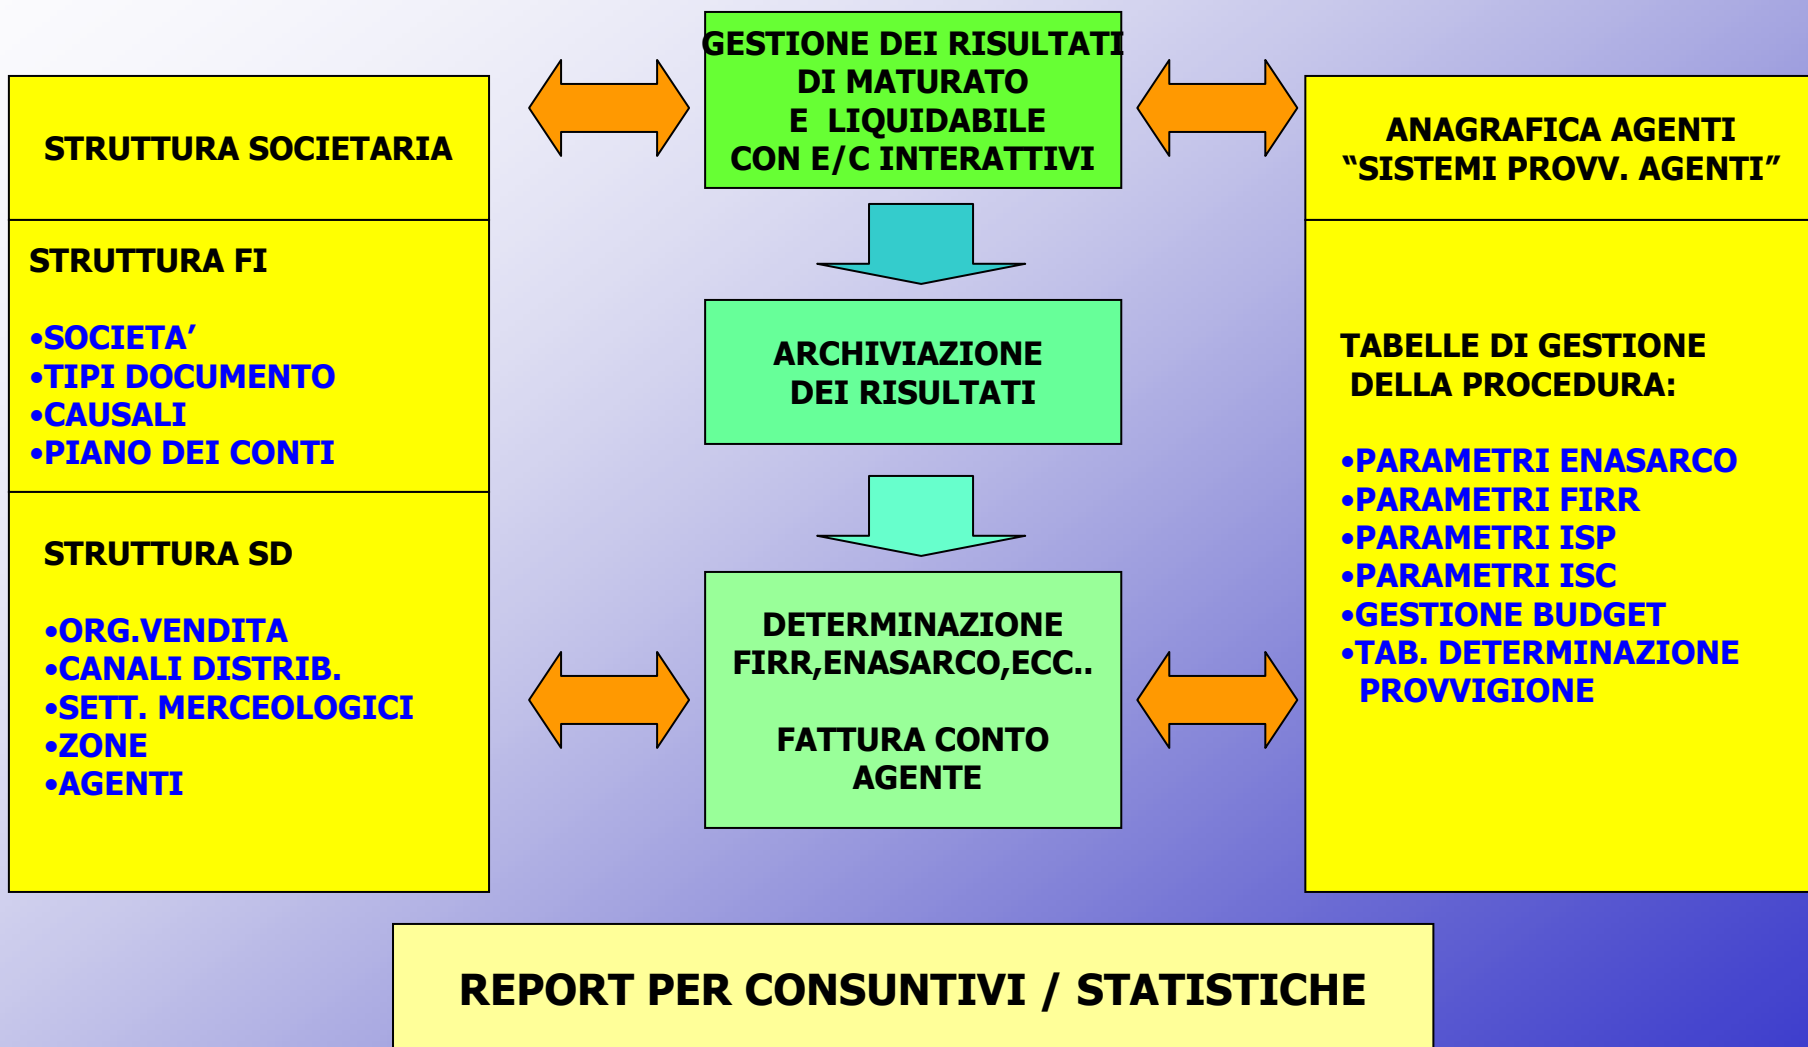 STRUTTURA SOCIETARIA
STRUTTURA FI
•SOCIETA’
•TIPI DOCUMENTO
•CAUSALI
•PIANO DEI CONTI
STRUTTURA SD
•ORG.VENDITA
•CANALI DISTRIB.
•SETT. MERCEOLOGICI
•ZONE
•AGENTI
GESTIONE DEI RISULTATI
DI MATURATO
E LIQUIDABILE
CON E/C INTERATTIVI
ARCHIVIAZIONE
DEI RISULTATI
DETERMINAZIONE
FIRR,ENASARCO,ECC..
FATTURA CONTO
AGENTE
ANAGRAFICA AGENTI
“SISTEMI PROVV. AGENTI”
TABELLE DI GESTIONE
DELLA PROCEDURA:
•PARAMETRI ENASARCO
•PARAMETRI FIRR
•PARAMETRI ISP
•PARAMETRI ISC
•GESTIONE BUDGET
•TAB. DETERMINAZIONE
PROVVIGIONE
REPORT PER CONSUNTIVI / STATISTICHE